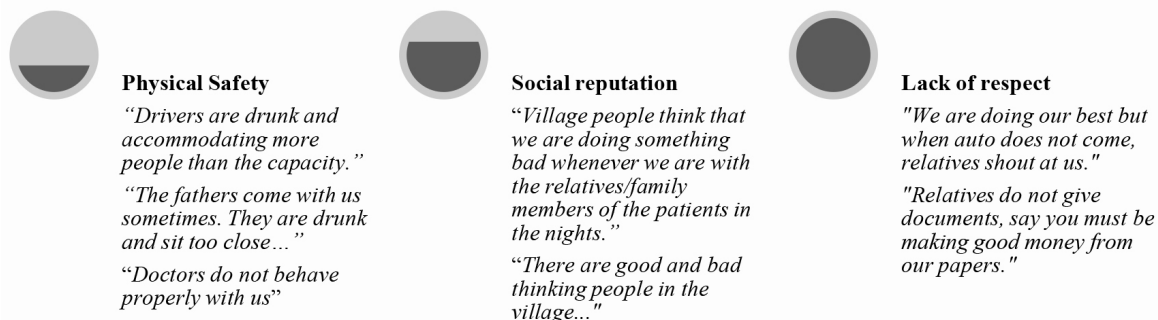 Physical Safety
“Drivers are drunk and
accommodating more
people than the capacity.”
“The fathers come with us
sometimes. They are drunk
and sit too close…”
“Doctors do not behave
properly with us”
Social reputation
“Village people think that
we are doing something
bad whenever we are with
the relatives/family
members of the patients in
the nights.”
“There are good and bad
thinking people in the
village..."
Lack of respect
"We are doing our best but
when auto does not come,
relatives shout at us."
"Relatives do not give
documents, say you must be
making good money from
our papers."